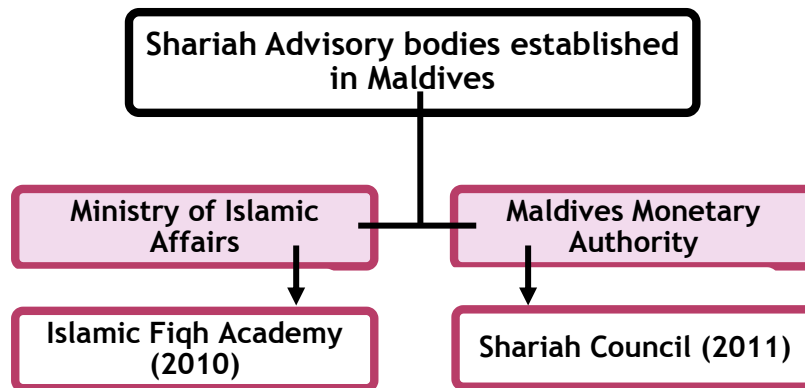 Shariah Advisory bodies established
in Maldives
Ministry of Islamic
Affairs
Maldives Monetary
Authority
Islamic Fiqh Academy
(2010)
Shariah Council (2011)